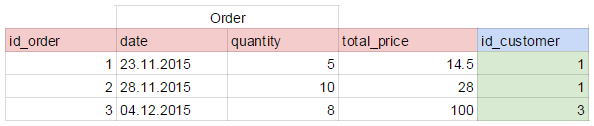 Order
id_order date quantity total_price id_customer
1 23.11.2015 5 14.5 1
2 28.11.2015 10 28 1
3 04.12.2015 8 100 3